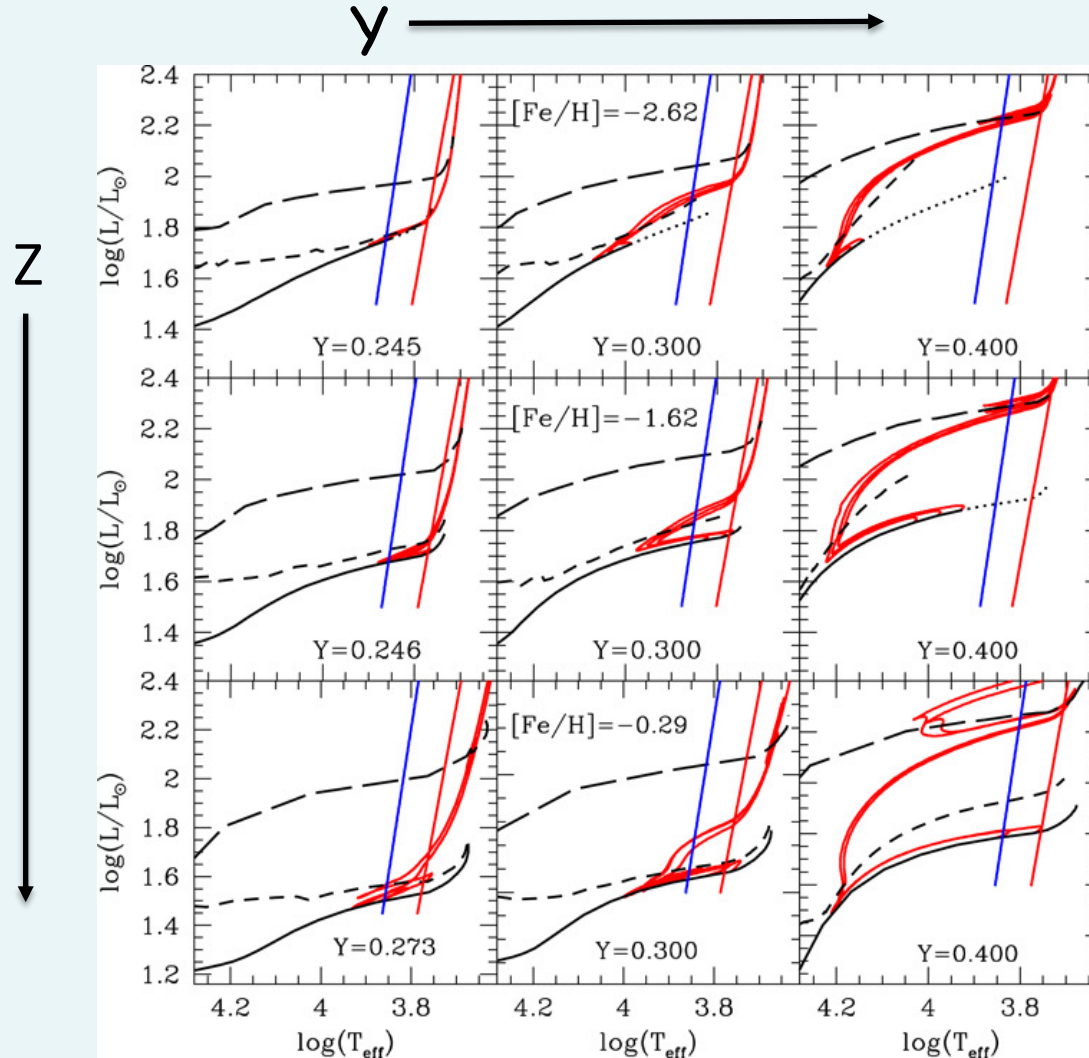 Y
Z
2.4
2.2
2
1.8
1.6
1.4
log(L/L⊙)
[Fe/H]=−2.62
Y=0.245
Y=0.300
Y=0.400
2.4
2.2
2
1.8
1.6
1.4
log(L/L⊙)
[Fe/H]=−1.62
Y=0.246
Y=0.300
Y=0.400
2.4
2.2
2
1.8
1.6
1.4
1.2
log(L/L⊙)
[Fe/H]=−0.29
Y=0.273
Y=0.300
Y=0.400
4.2 4 3.8 4.2 4 3.8 4.2 4 3.8
log(Teff) log(Teff) log(Teff)